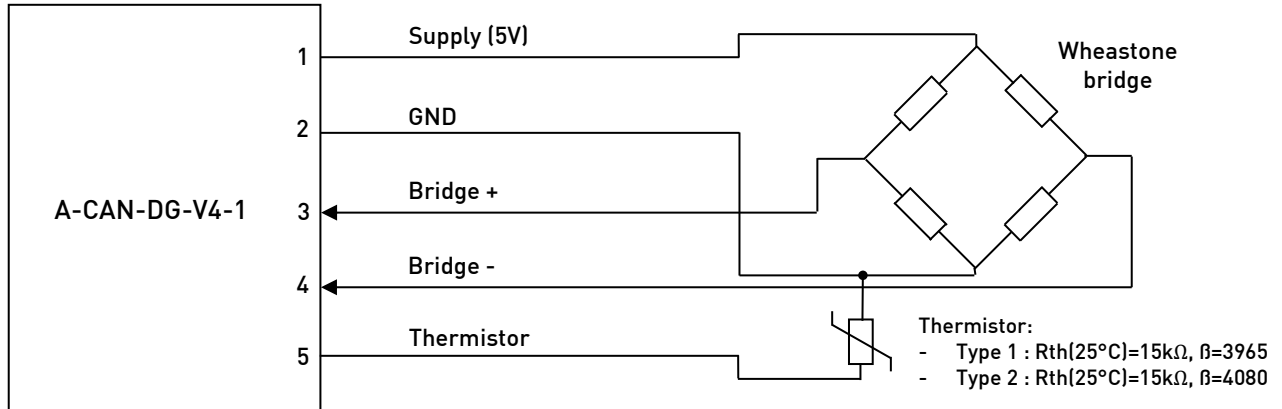 A-CAN-DG-V4-1
1
Supply (5V)
2
GND
3
Bridge +
4
Bridge -
5
Thermistor
Wheastone
bridge
Thermistor:
- Type 1 : Rth(25°C)=15kΩ, ß=3965
- Type 2 : Rth(25°C)=15kΩ, ß=4080